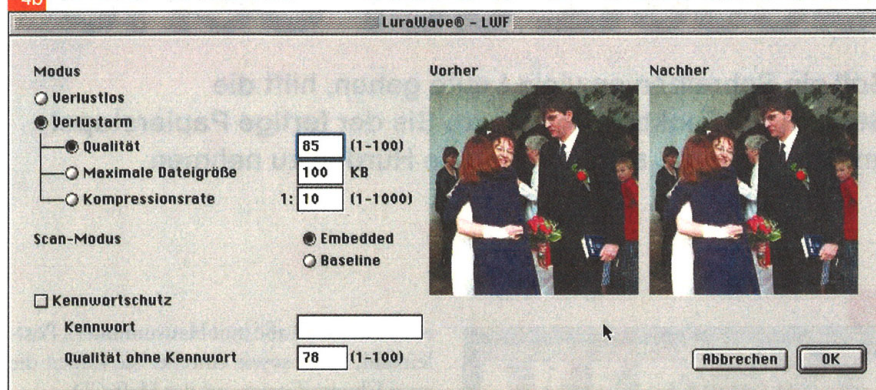 4b
LuraWave® - LWF
Modus
Verlustlos
Verlustarm
Qualität 85 (1-100)
Maximale Dateigröße 100 KB
Kompressionsrate 1: 10 (1-1000)
Scan-Modus
Embedded
Baseline
Kennwortschutz
Kennwort
Qualität ohne Kennwort 78 (1-100)
Vorher
Nachher
Abbrechen
OK